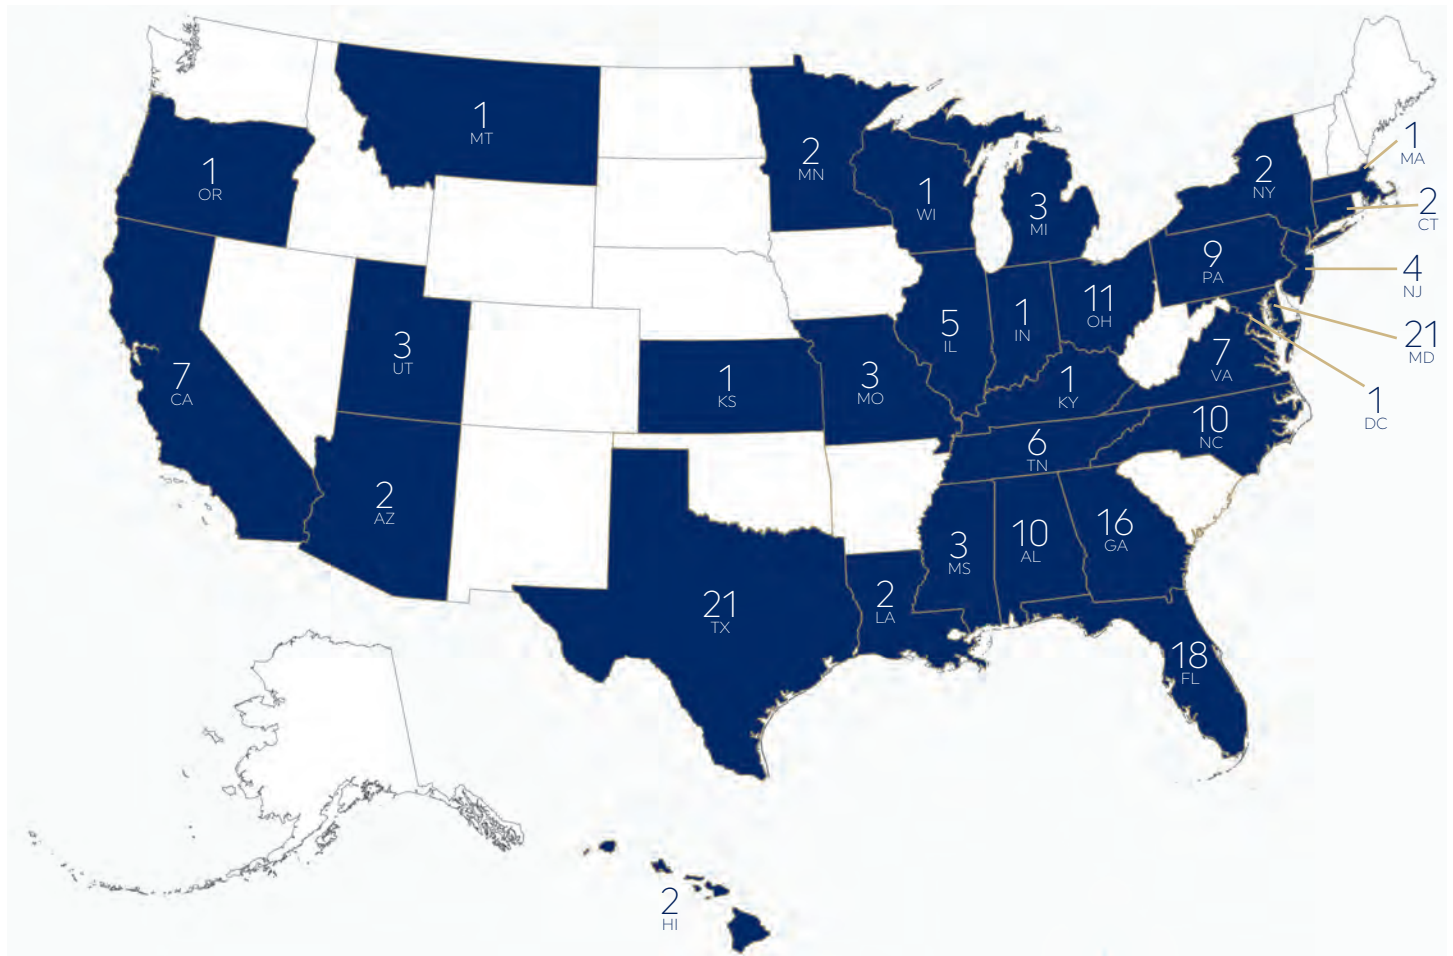 1
MT
2
MN
1
MA
1
OR
2
NY
1
WI
3
MI
2
CT
9
PA
4
NJ
11
OH
5
IL
1
IN
21
MD
3
UT
7
VA
7
CA
1
KS
3
MO
1
KY
1
DC
10
NC
6
TN
2
AZ
16
GA
10
AL
3
MS
2
LA
21
TX
18
FL
2
HI